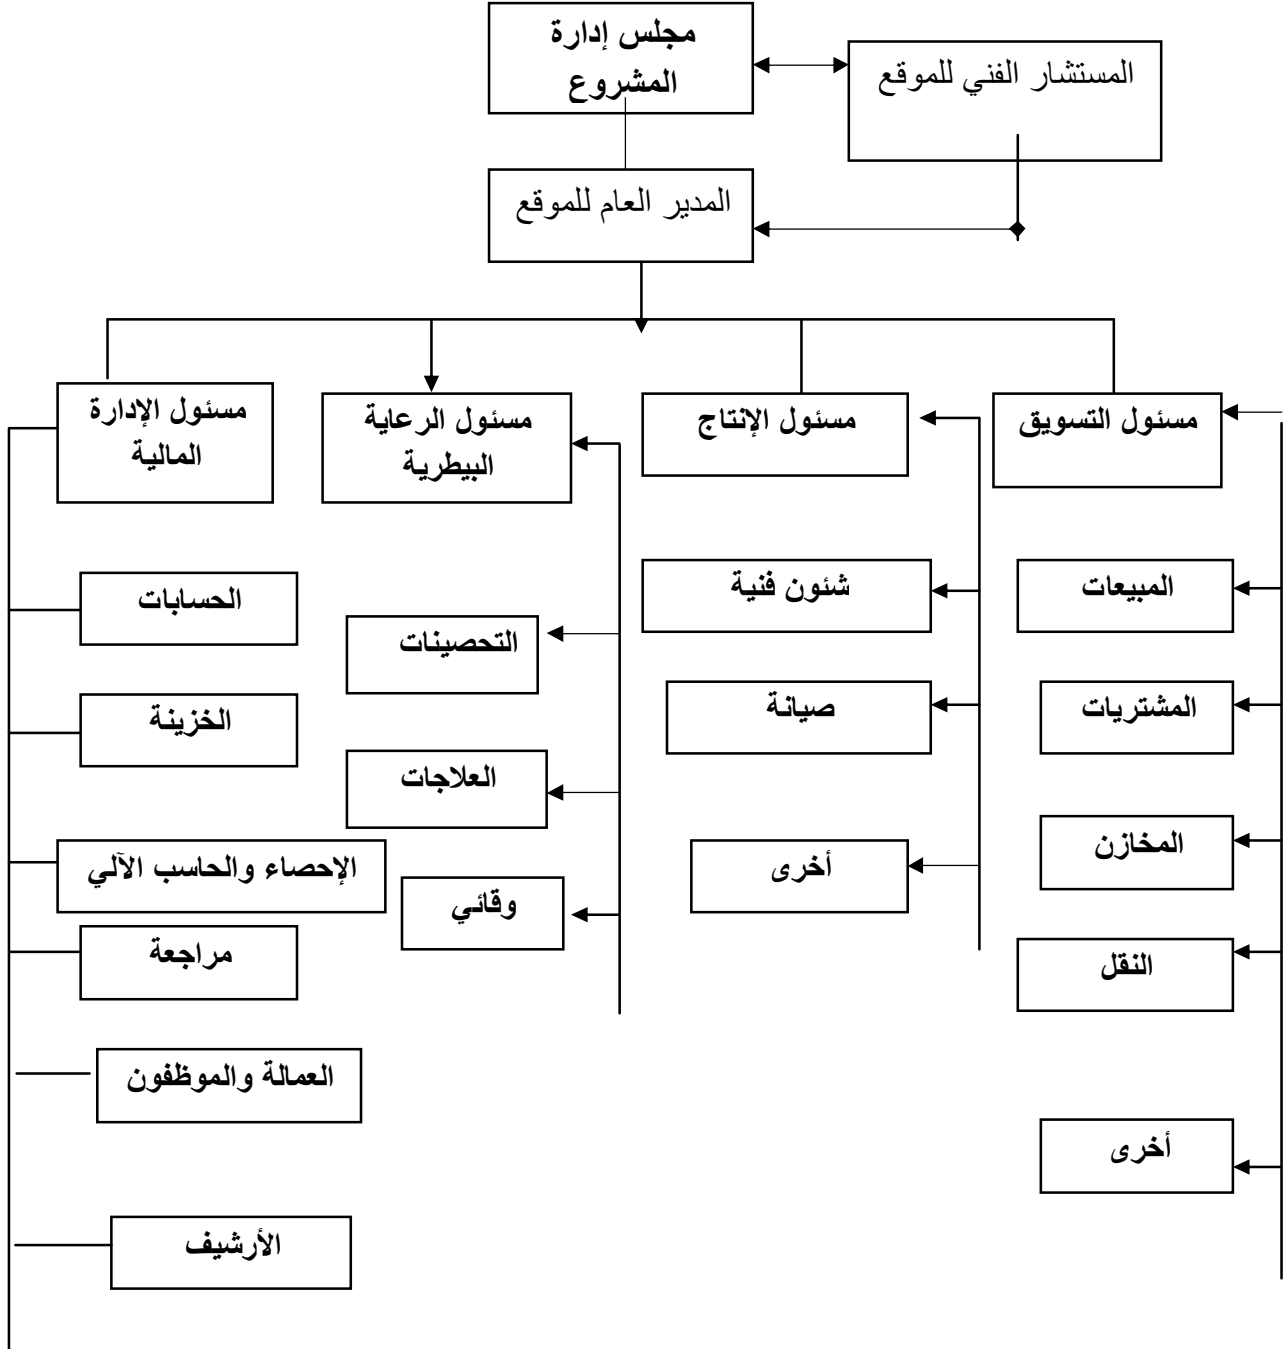 مجلس إدارة
المشروع
المستشار الفني للموقع
المدير العام للموقع
مسئول التسويق
مسئول الإنتاج
مسئول الرعاية
البيطرية
مسئول الإدارة
المالية
المبيعات
المشتريات
المخازن
النقل
أخرى
شئون فنية
صيانة
أخرى
التحصينات
العلاجات
وقائي
الحسابات
الخزينة
الإحصاء والحاسب الآلي
مراجعة
العمالة والموظفون
الأرشيف